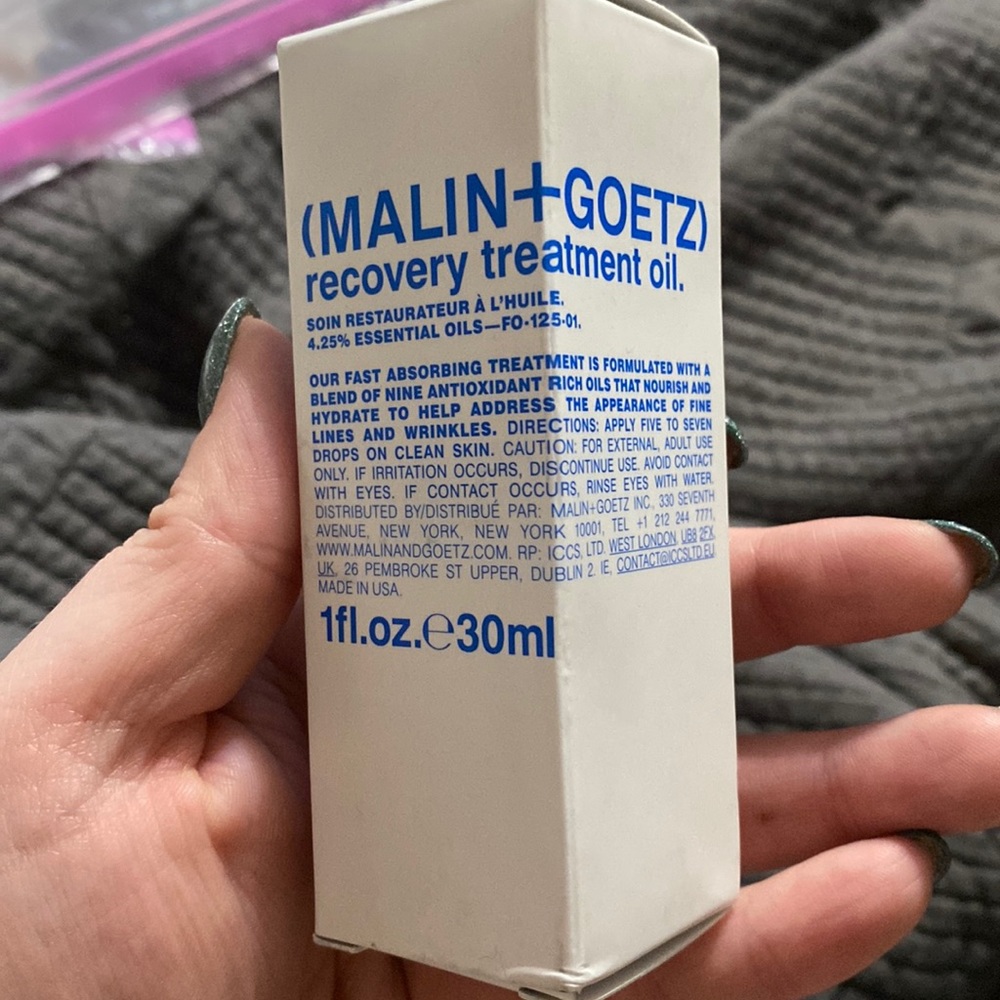 (MALIN+GOETZ)
recovery treatment oil.
SOIN RESTAURATEUR À L'HUILE.
4.25% ESSENTIAL OILS—FO-125-01.
OUR FAST ABSORBING TREATMENT IS FORMULATED WITH A
BLEND OF NINE ANTIOXIDANT RICH OILS THAT NOURISH AND
HYDRATE TO HELP ADDRESS THE APPEARANCE OF FINE
LINES AND WRINKLES. DIRECTIONS: APPLY FIVE TO SEVEN
DROPS ON CLEAN SKIN. CAUTION: FOR EXTERNAL, ADULT USE
ONLY. IF IRRITATION OCCURS, DISCONTINUE USE. AVOID CONTACT
WITH EYES. IF CONTACT OCCURS, RINSE EYES WITH WATER.
DISTRIBUTED BY/DISTRIBUÉ PAR: MALIN+GOETZ INC., 330 SEVENTH
AVENUE, NEW YORK, NEW YORK 10001, TEL +1 212 244 7771,
WWW.MALINANDGOETZ.COM. RP: ICCS, LTD. WEST LONDON, UB8 2FX,
UK, 26 PEMBROKE ST UPPER, DUBLIN 2. IE, CONTACT@ICCSLTD.EU,
MADE IN USA.
1fl.oz.℮30ml